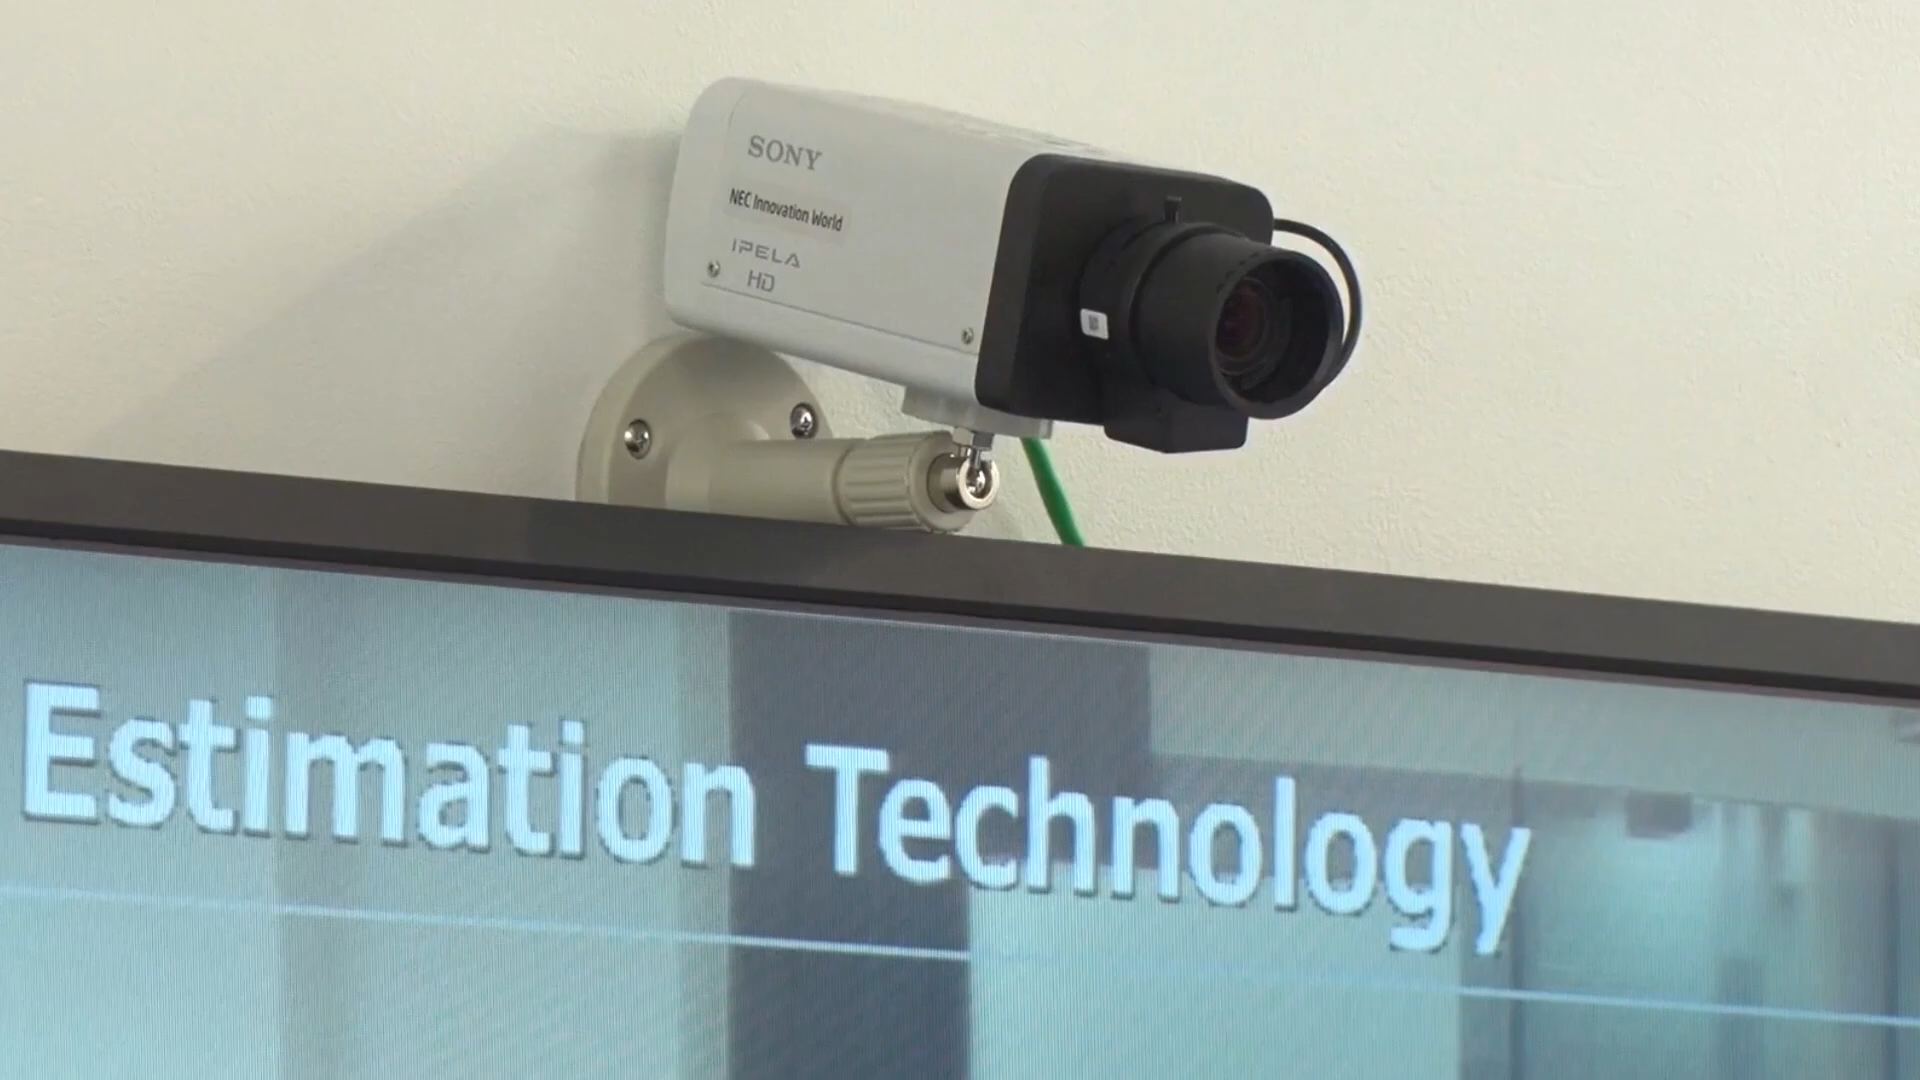 SONY
NEC Innovation World
IPELA
HD
Estimation Technology